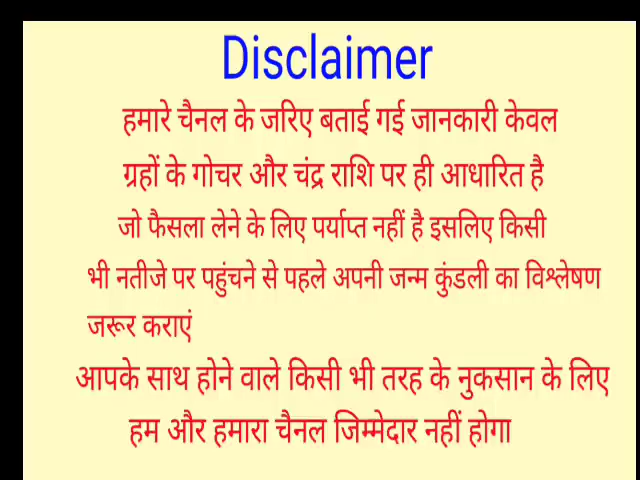 Disclaimer
हमारे चैनल के जरिए बताई गई जानकारी केवल
ग्रहों के गोचर और चंद्र राशि पर ही आधारित है
जो फैसला लेने के लिए पर्याप्त नहीं है इसलिए किसी
भी नतीजे पर पहुंचने से पहले अपनी जन्म कुंडली का विश्लेषण
जरूर कराएं
आपके साथ होने वाले किसी भी तरह के नुकसान के लिए
हम और हमारा चैनल जिम्मेदार नहीं होगा